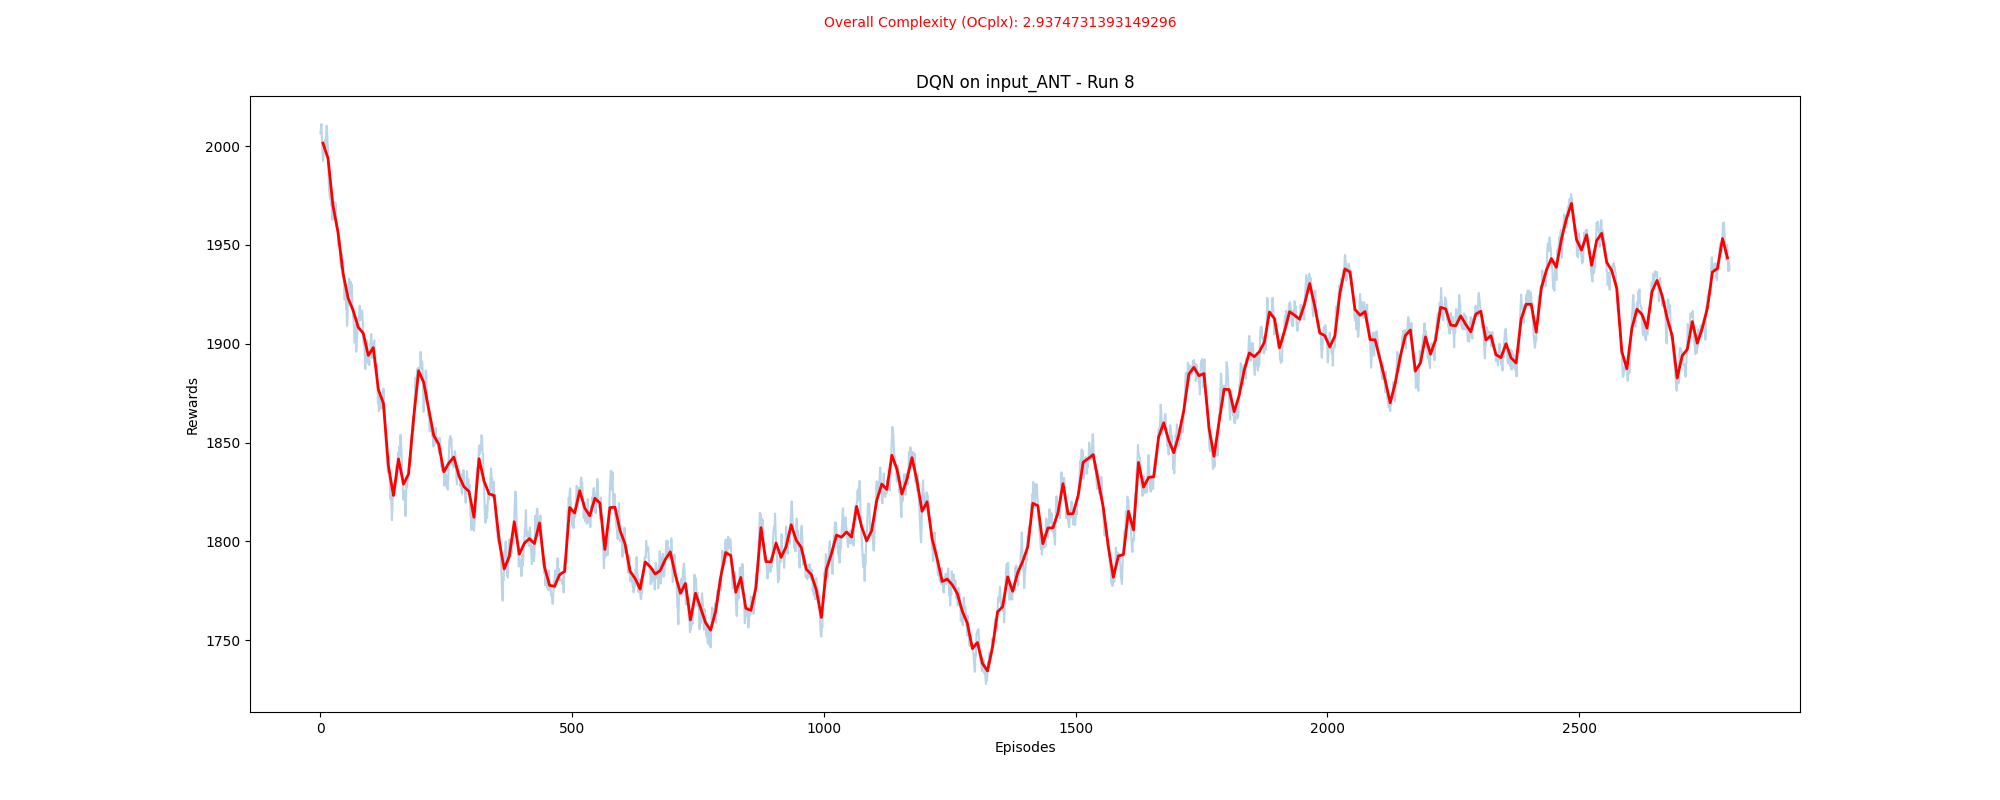 Overall Complexity (OCplx): 2.9374731393149296
DQN on input_ANT - Run 8
2000
1950
1900
1850
1800
1750
Rewards
0 500 1000 1500 2000 2500
Episodes